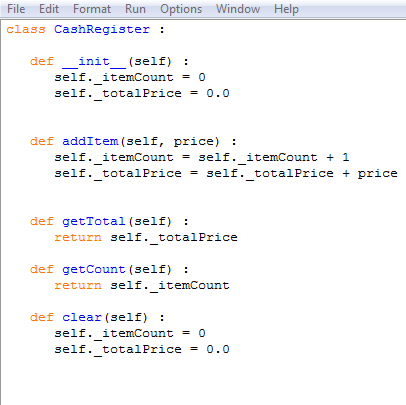 File Edit Format Run Options Window Help
class CashRegister :
def __init__(self) :
self._itemCount = 0
self._totalPrice = 0.0
def addItem(self, price) :
self._itemCount = self._itemCount + 1
self._totalPrice = self._totalPrice + price
def getTotal(self) :
return self._totalPrice
def getCount(self) :
return self._itemCount
def clear(self) :
self._itemCount = 0
self._totalPrice = 0.0